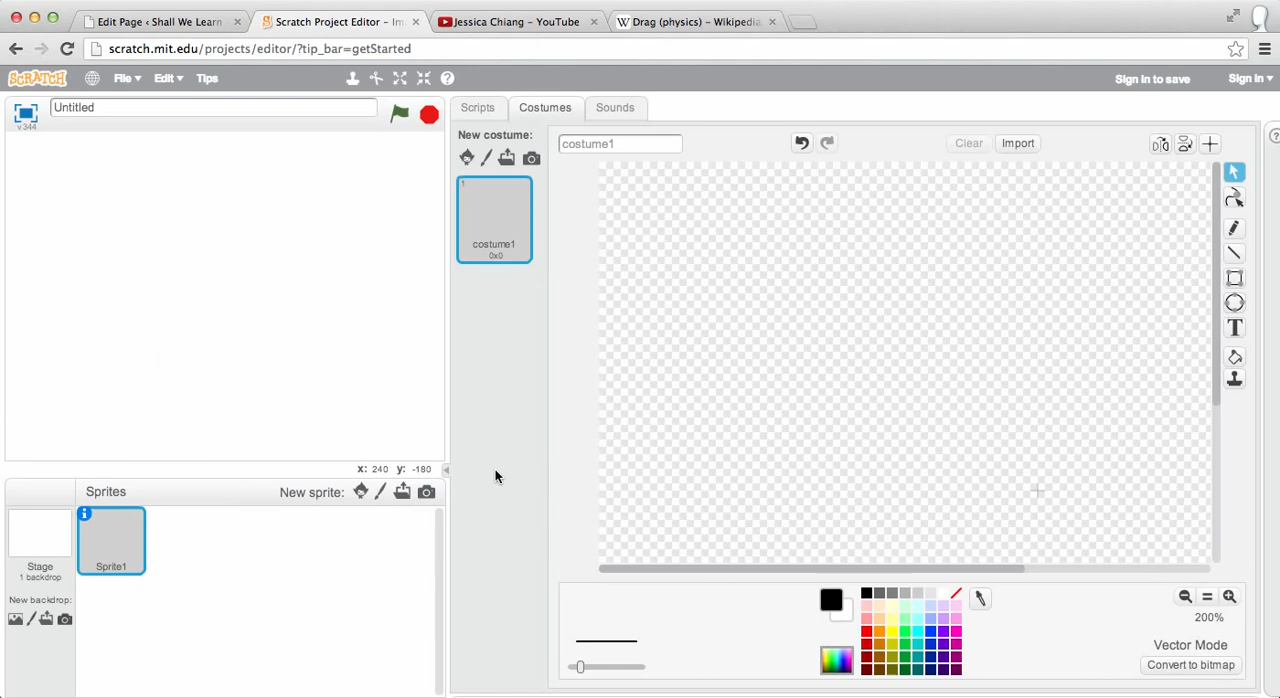 Edit Page ‹ Shall We Learn
Scratch Project Editor - Im
Jessica Chiang - YouTube
W Drag (physics) - Wikipedia,
scratch.mit.edu/projects/editor/?tip_bar=getStarted
SCRATCH File Edit Tips ? Sign in to save Sign in
v344 Untitled
Scripts Costumes Sounds
New costume:
costume1
Clear Import
1
costume1
0x0
T
x: 240 y: -180
Sprites New sprite:
i
Sprite1
Stage
1 backdrop
New backdrop:
200%
Vector Mode
Convert to bitmap
?